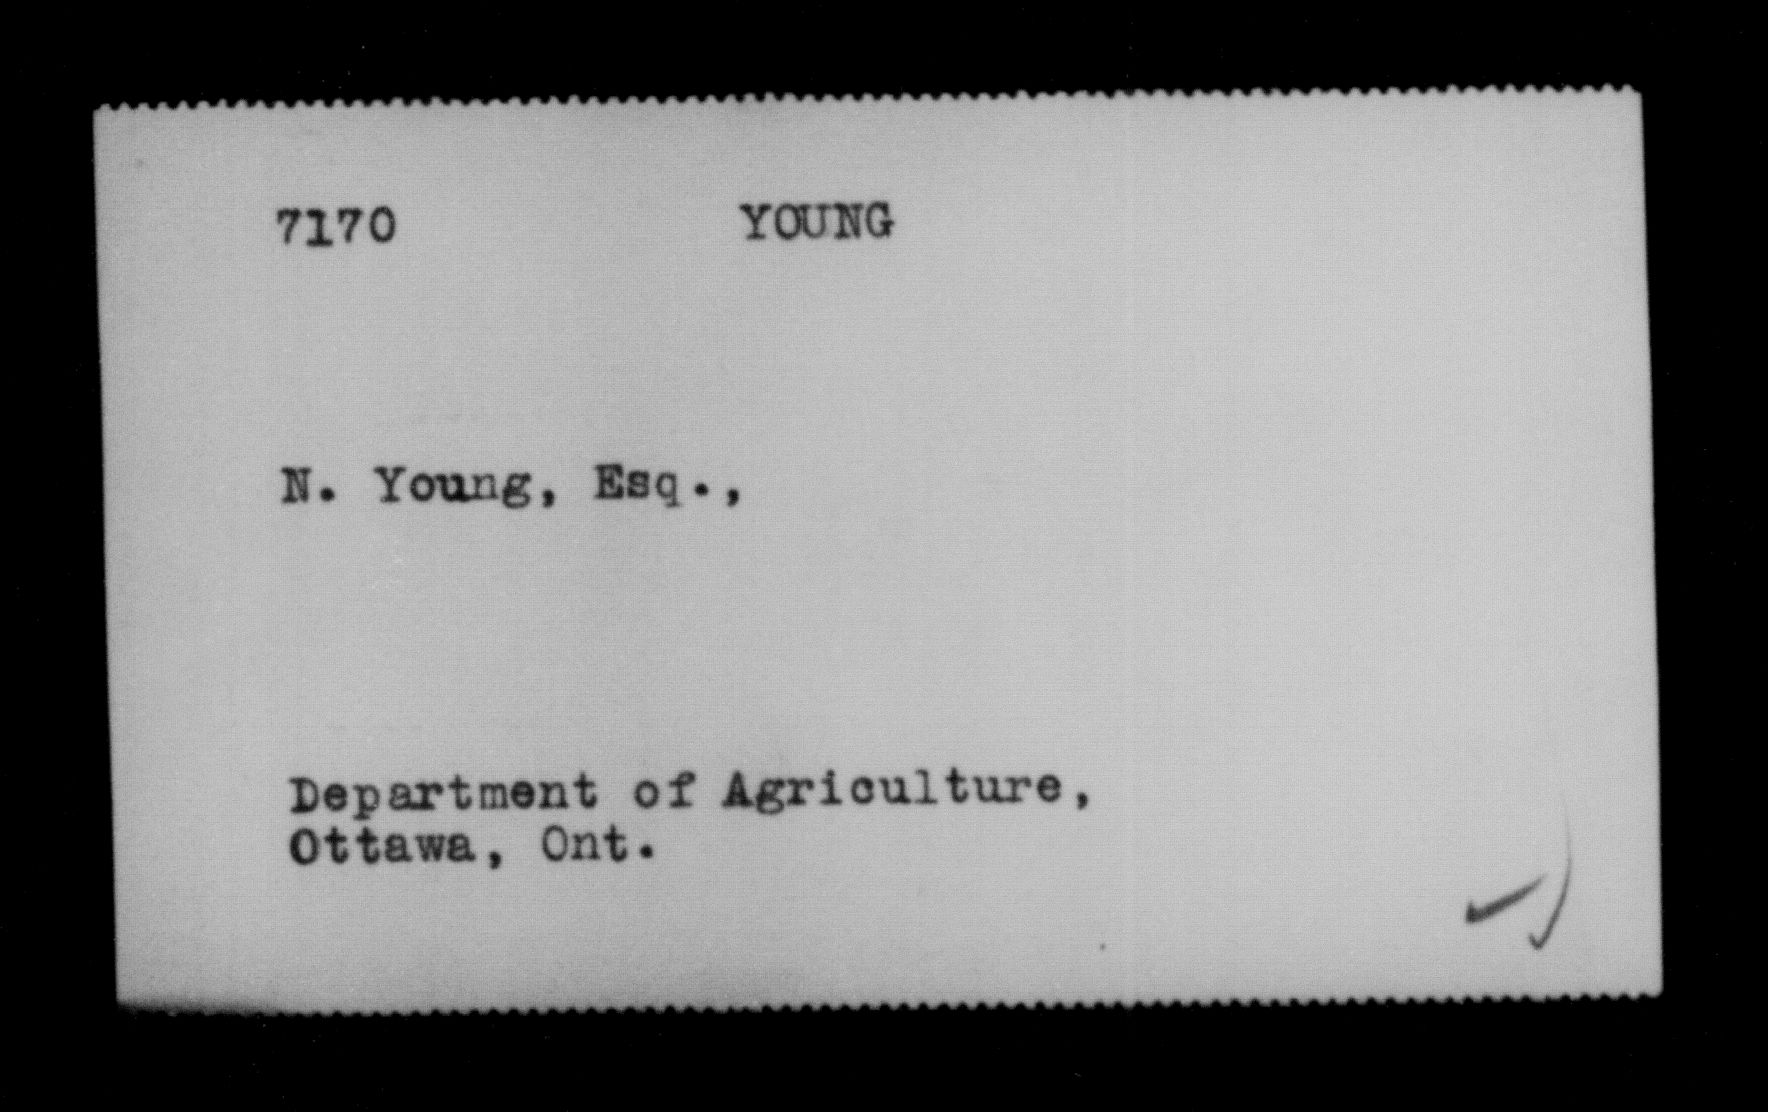 7170 YOUNG
N. Young, Esq.,
Department of Agriculture,
Ottawa, Ont.